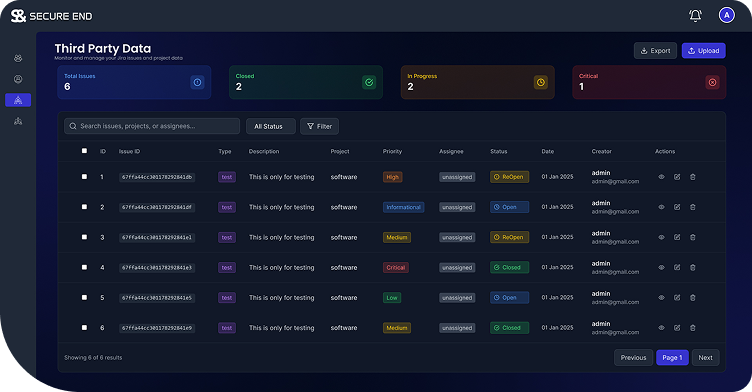 SECURE END
A
Third Party Data
Monitor and manage your Jira issues and project data
Export
Upload
Total Issues
6
Closed
2
In Progress
2
Critical
1
Search issues, projects, or assignees...
All Status
Filter
ID Issue ID Type Description Project Priority Assignee Status Date Creator Actions
1 67ffa44cc301178292841db test This is only for testing software High unassigned ReOpen 01 Jan 2025 admin
admin@gmail.com
2 67ffa44cc301178292841df test This is only for testing software Informational unassigned Open 01 Jan 2025 admin
admin@gmail.com
3 67ffa44cc301178292841e1 test This is only for testing software Medium unassigned ReOpen 01 Jan 2025 admin
admin@gmail.com
4 67ffa44cc301178292841e3 test This is only for testing software Critical unassigned Closed 01 Jan 2025 admin
admin@gmail.com
5 67ffa44cc301178292841e5 test This is only for testing software Low unassigned Open 01 Jan 2025 admin
admin@gmail.com
6 67ffa44cc301178292841e9 test This is only for testing software Medium unassigned Closed 01 Jan 2025 admin
admin@gmail.com
Showing 6 of 6 results
Previous
Page 1
Next